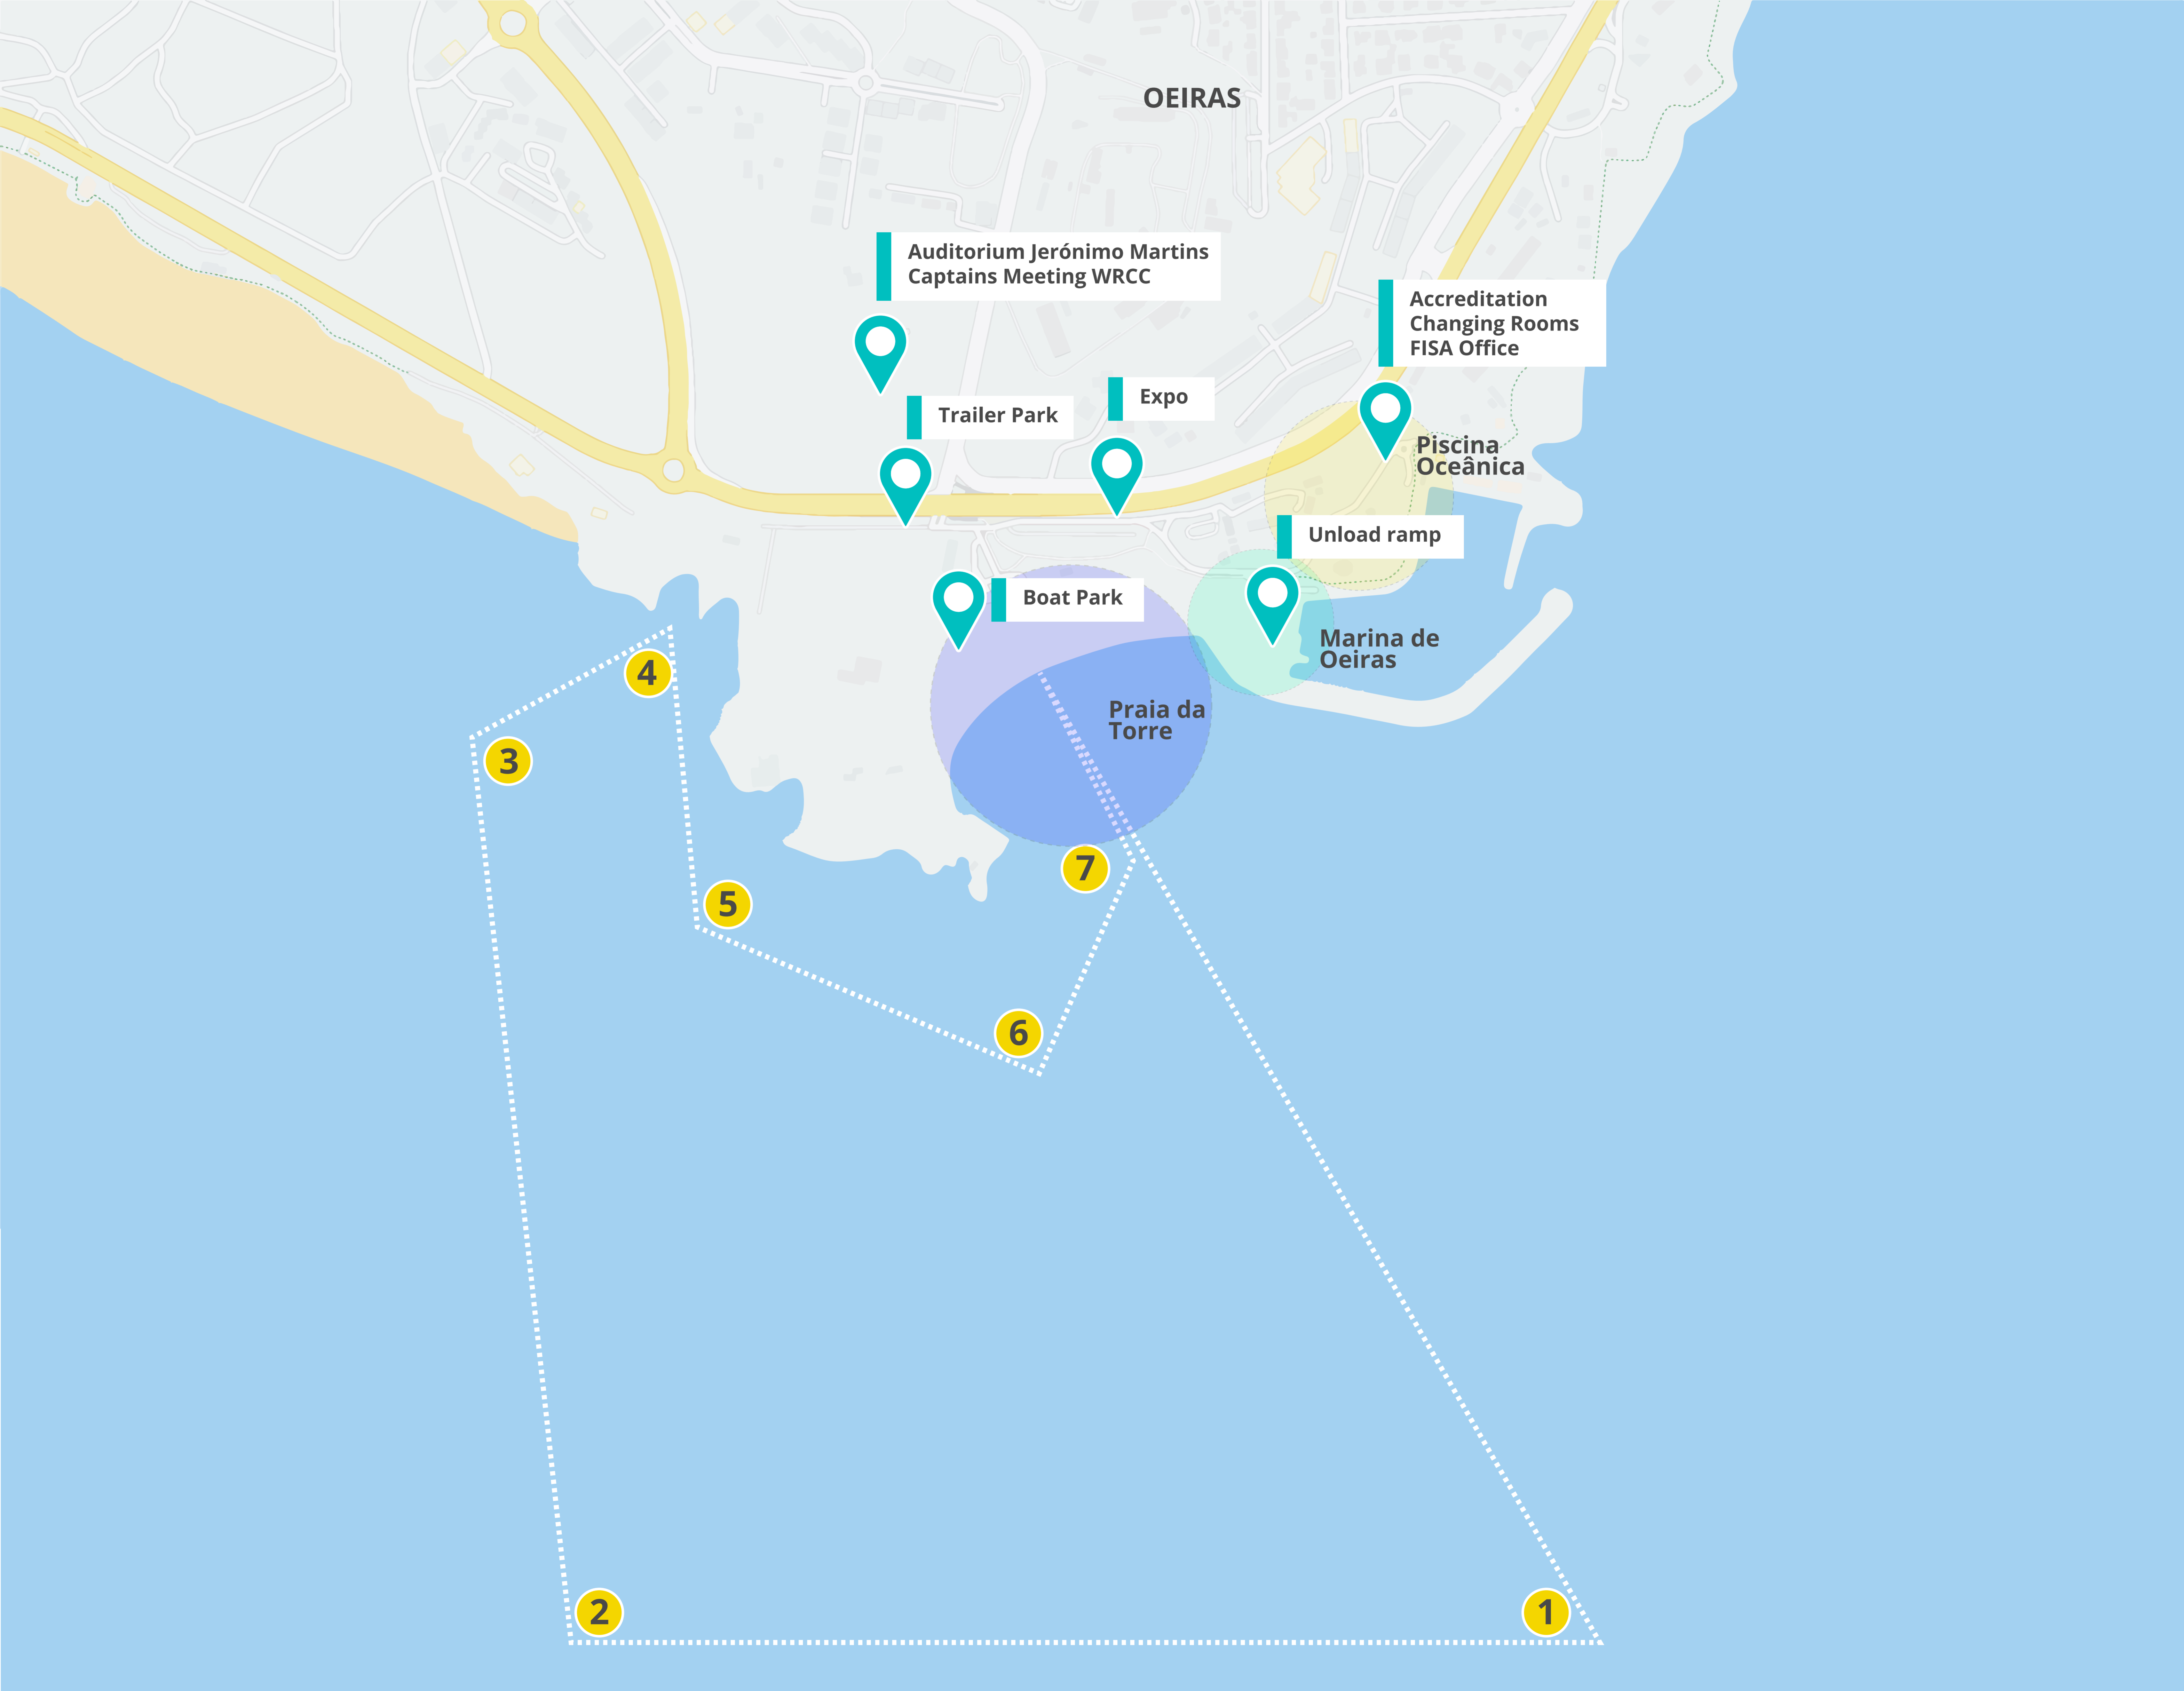 OEIRAS
Auditorium Jerónimo Martins
Captains Meeting WRCC
Accreditation
Changing Rooms
FISA Office
Trailer Park
Expo
Piscina
Oceânica
Unload ramp
Boat Park
Marina de
Oeiras
Praia da
Torre
4
3
7
5
6
2
1